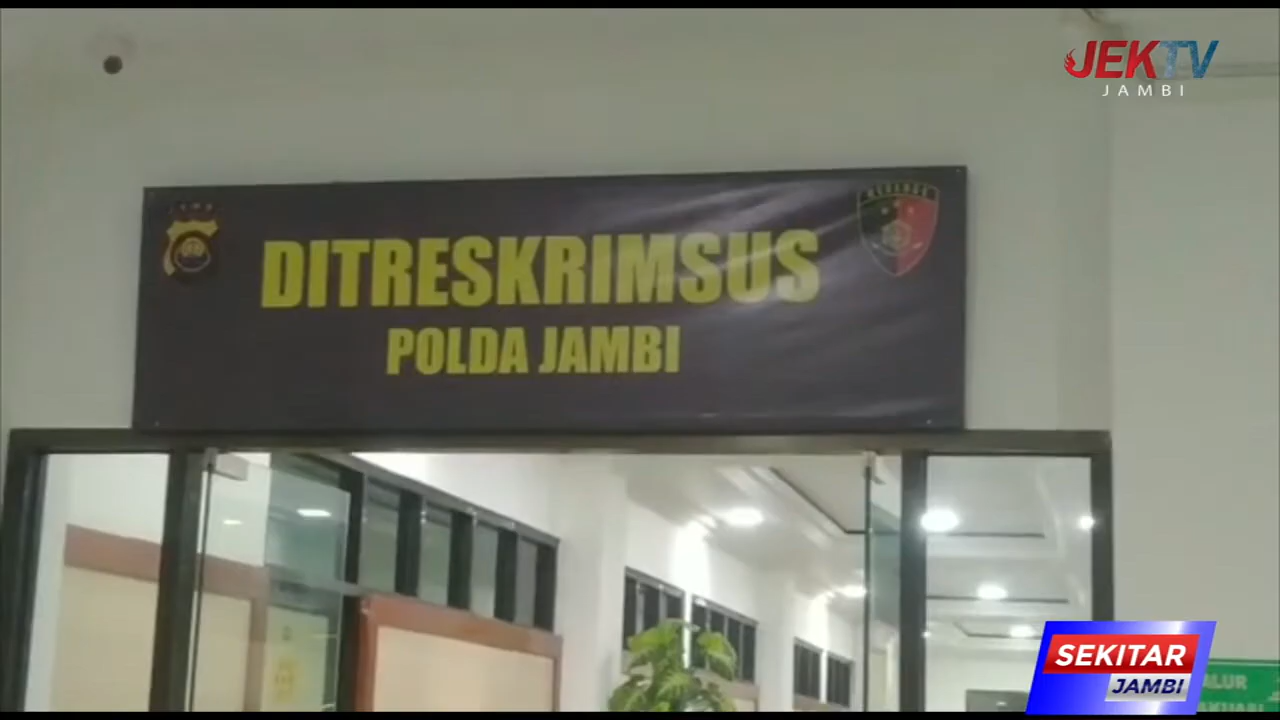 JEKTV
JAMBI
DITRESKRIMSUS
POLDA JAMBI
SEKITAR
JAMBI